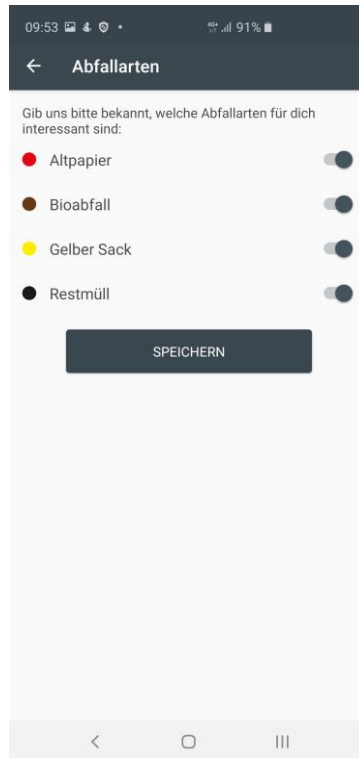 09:53
4G+
91%
Abfallarten
Gib uns bitte bekannt, welche Abfallarten für dich
interessant sind:
Altpapier
Bioabfall
Gelber Sack
Restmüll
SPEICHERN